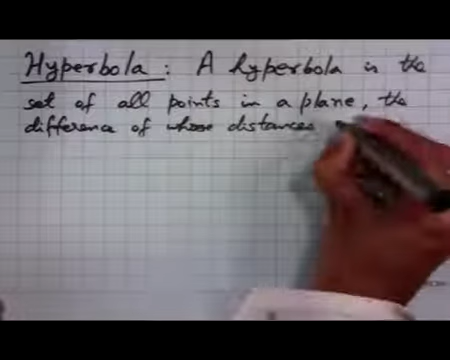 Hyperbola : A hyperbola is the
set of all points in a plane, the
difference of whose distances